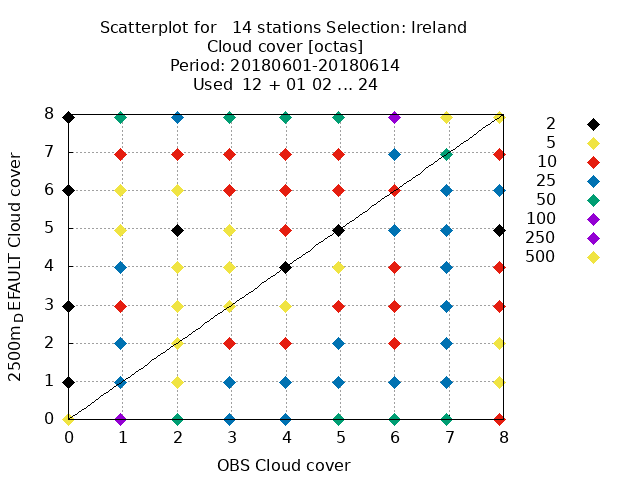 Scatterplot for   14 stations Selection: Ireland
Cloud cover [octas]
Period: 20180601-20180614
Used  12 + 01 02 ... 24
2500m_DEFAULT Cloud cover
8
7
6
5
4
3
2
1
0
0 1 2 3 4 5 6 7 8
OBS Cloud cover
2
5
10
25
50
100
250
500